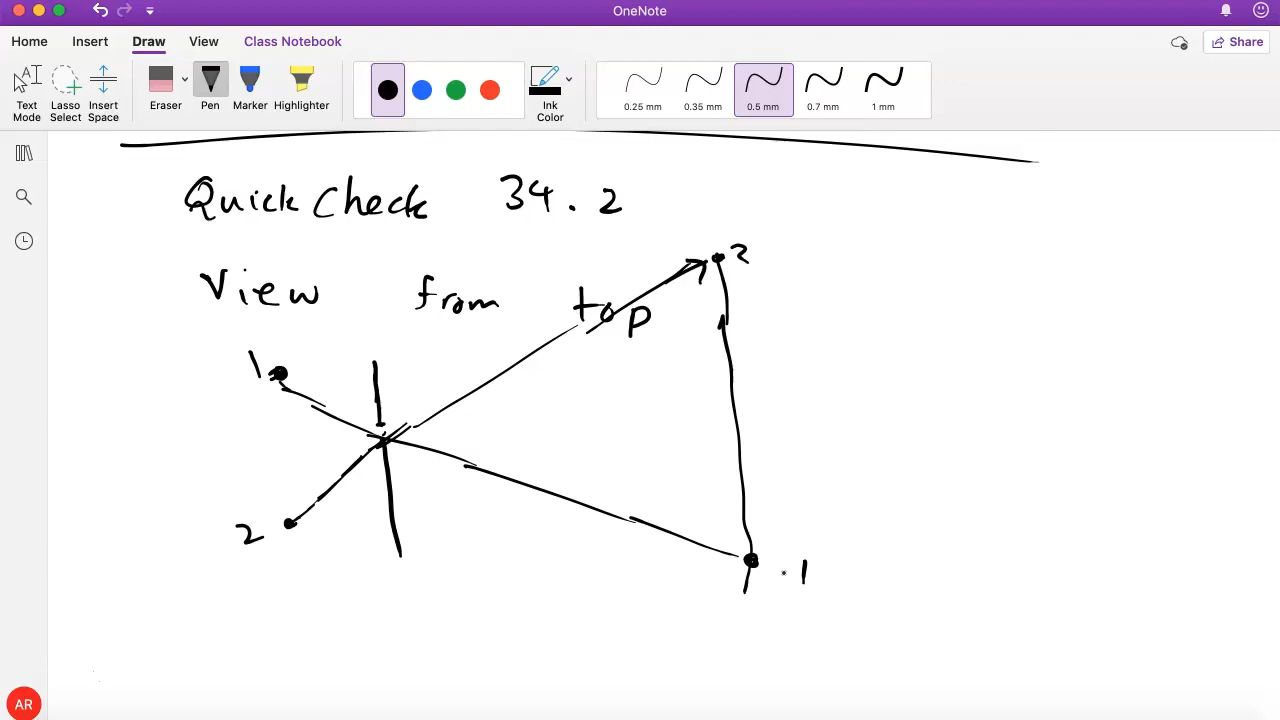 OneNote
Home Insert Draw View Class Notebook Share
Text Mode Lasso Select Insert Space Eraser Pen Marker Highlighter Ink Color 0.25 mm 0.35 mm 0.5 mm 0.7 mm 1 mm
Quick Check 34.2
2
View from top
1
2
1
AR